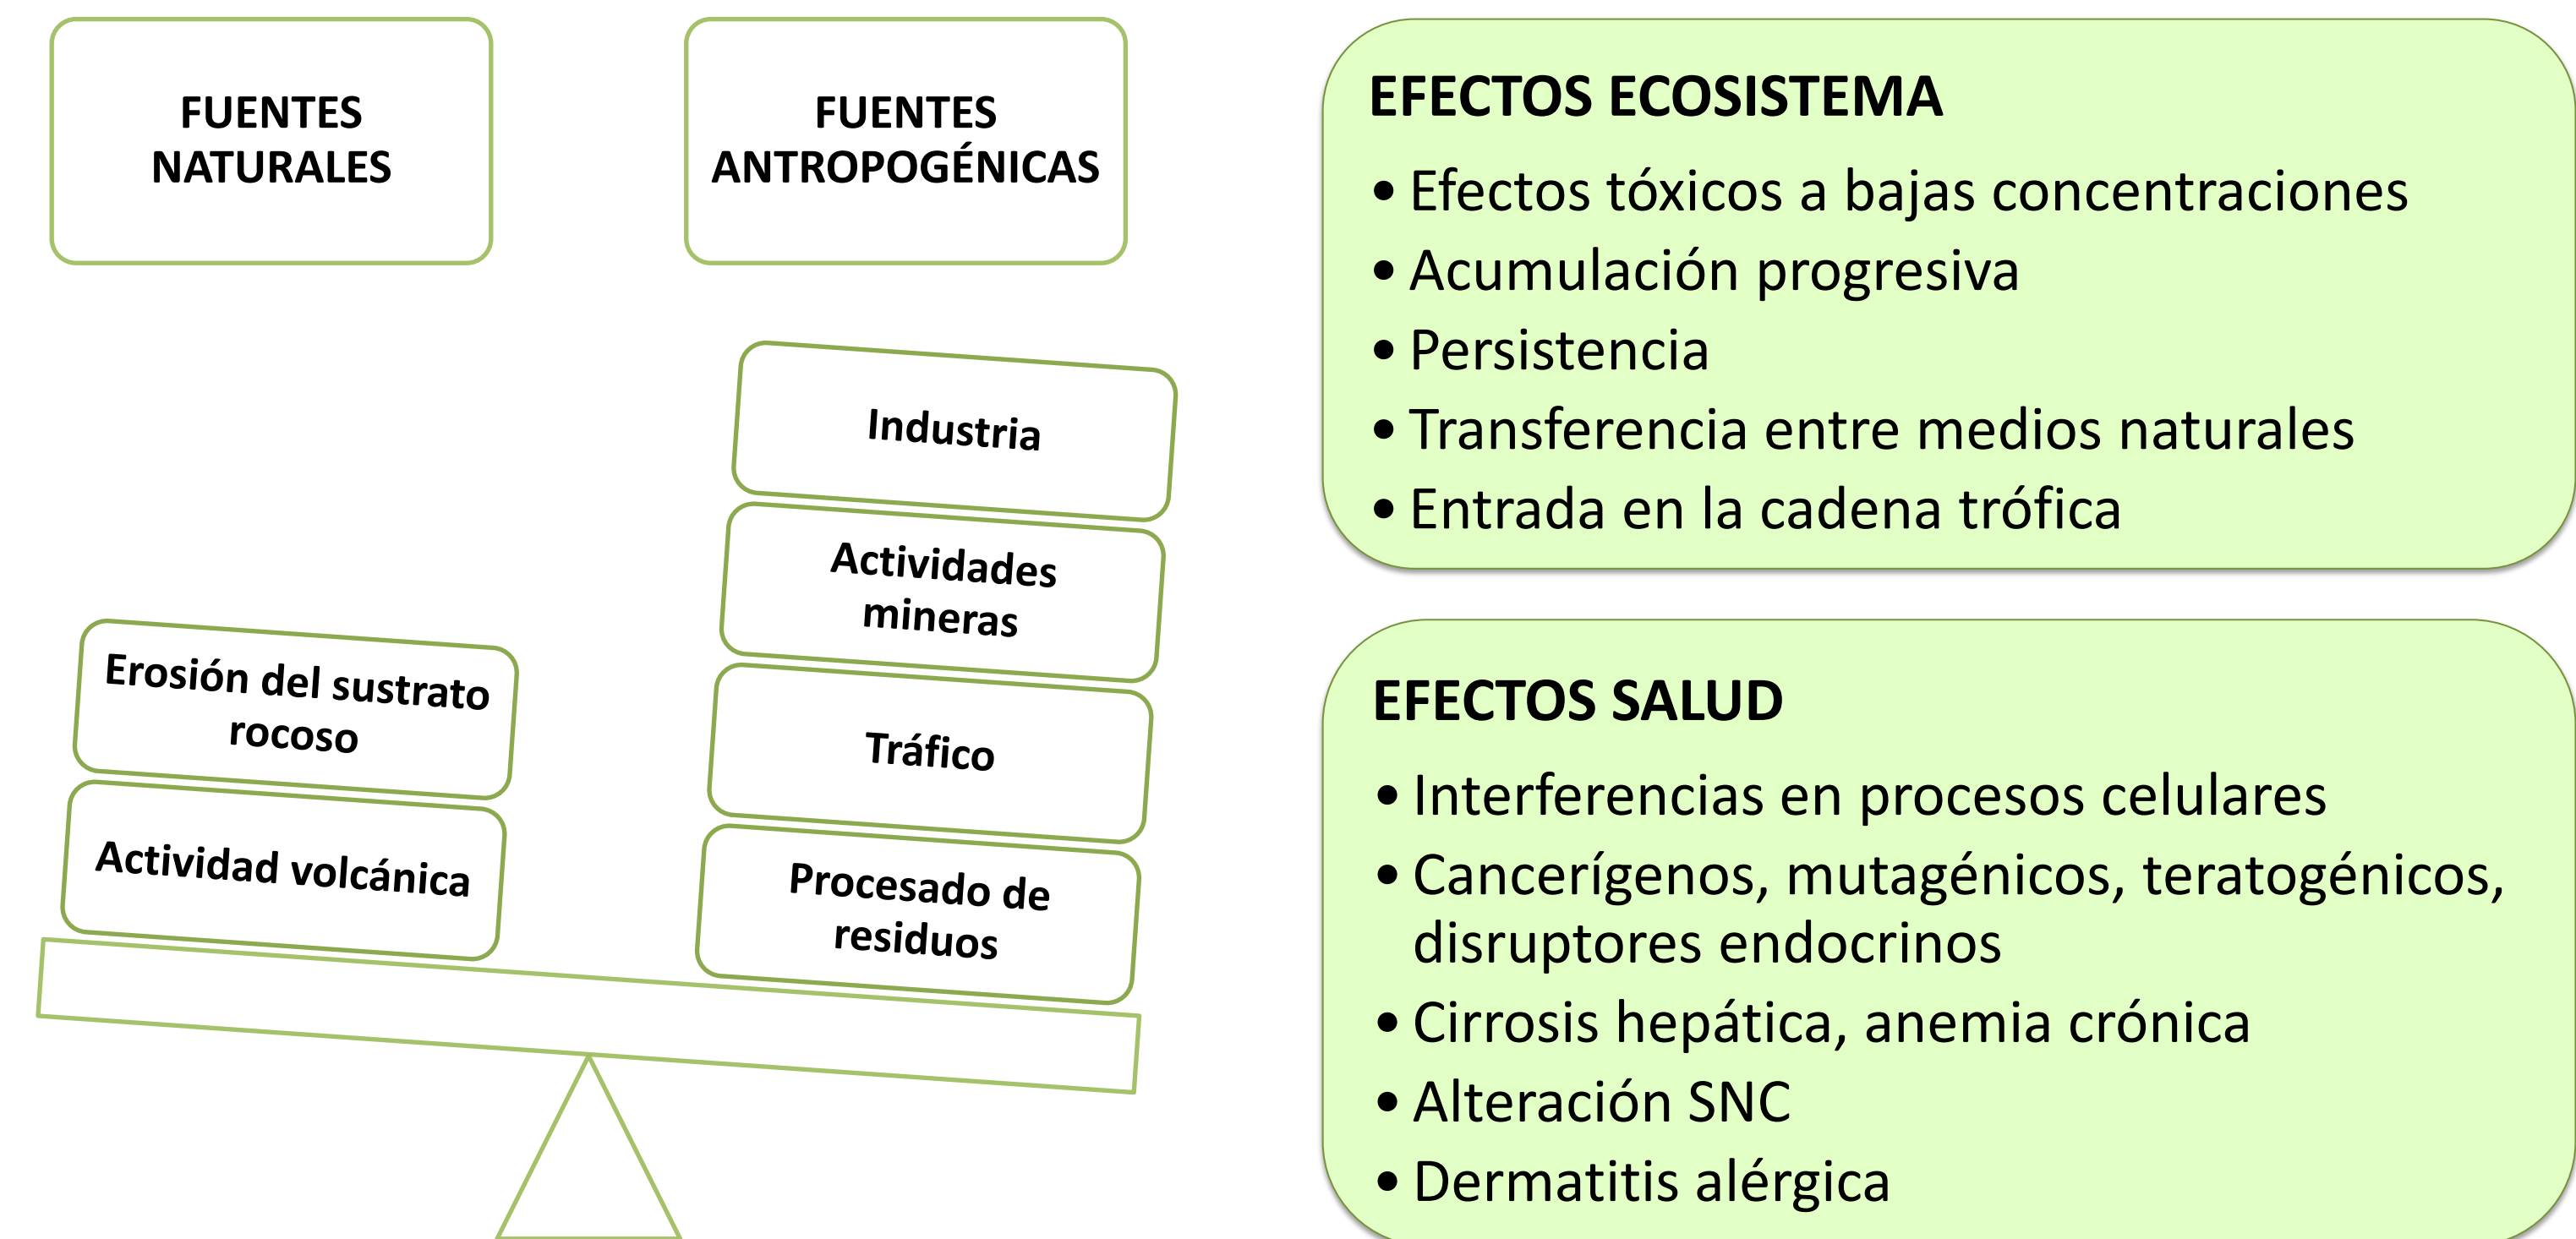 FUENTES
NATURALES
FUENTES
ANTROPOGÉNICAS
Erosión del sustrato
rocoso
Actividad volcánica
Industria
Actividades
mineras
Tráfico
Procesado de
residuos
EFECTOS ECOSISTEMA
• Efectos tóxicos a bajas concentraciones
• Acumulación progresiva
• Persistencia
• Transferencia entre medios naturales
• Entrada en la cadena trófica
EFECTOS SALUD
• Interferencias en procesos celulares
• Cancerígenos, mutagénicos, teratogénicos,
disruptores endocrinos
• Cirrosis hepática, anemia crónica
• Alteración SNC
• Dermatitis alérgica